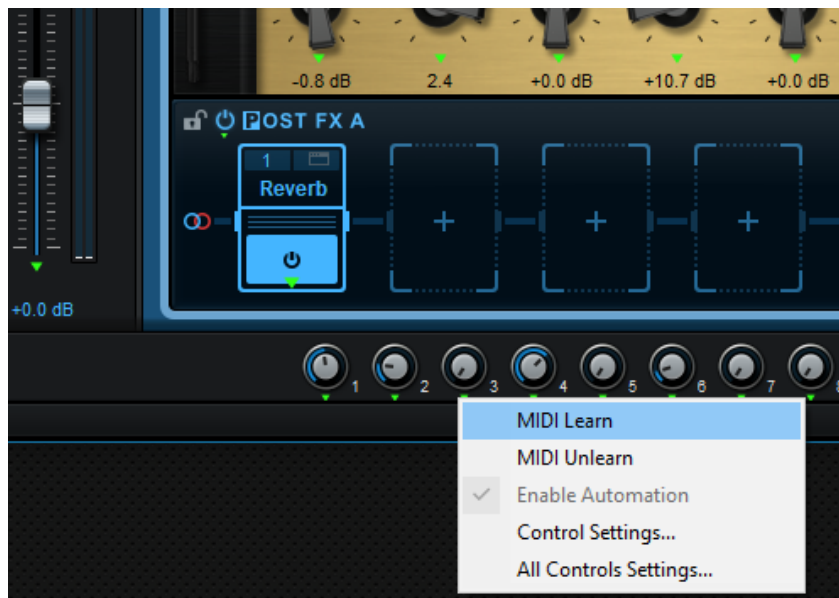 -0.8 dB 2.4 +0.0 dB +10.7 dB +0.0 dB
POST FX A
1
Reverb
+0.0 dB
1 2 3 4 5 6 7
MIDI Learn
MIDI Unlearn
Enable Automation
Control Settings...
All Controls Settings...